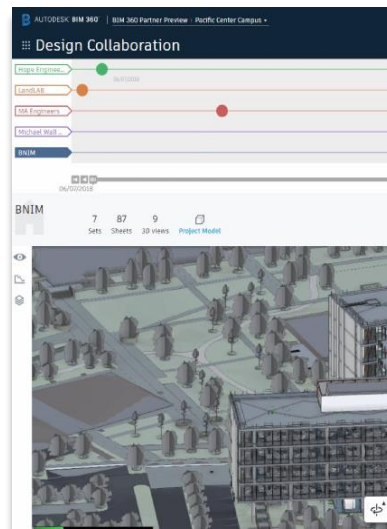 AUTODESK® BIM 360™ | BIM 360 Partner Preview › Pacific Center Campus
Design Collaboration
Hope Enginee...
LandLAB
MA Engineers
Michael Wall ...
BNIM
06/07/2018
BNIM
7 87 9
Sets Sheets 3D views Project Model